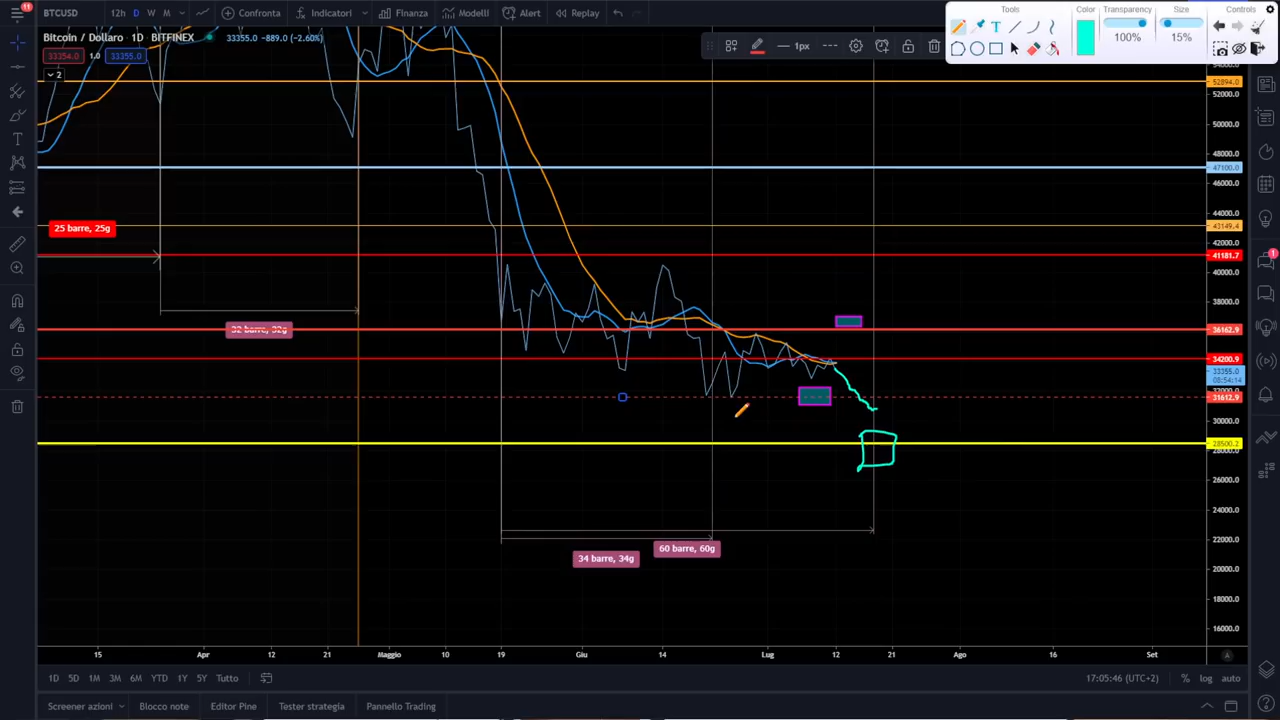 11
BTCUSD
12h D W M
Confronta
Indicatori
Finanza
Modelli
Alert
Replay
Tools
Transparency
100%
Color
Size
15%
Controls
T
Bitcoin / Dollaro · 1D · BITFINEX
33355.0 -889.0 (-2.60%)
33354.0 1.0 33355.0
2
1px
52894.0
52000.0
50000.0
48000.0
47100.0
46000.0
44000.0
43149.4
42000.0
41181.7
40000.0
38000.0
36162.9
34200.9
33355.0
08:54:14
31612.9
30000.0
28500.2
28000.0
26000.0
24000.0
22000.0
20000.0
18000.0
16000.0
25 barre, 25g
32 barre, 32g
34 barre, 34g
60 barre, 60g
15 Apr 12 21 Maggio 10 19 Giu 14 Lug 12 21 Ago 16 Set
A
1D 5D 1M 3M 6M YTD 1Y 5Y Tutto
17:05:46 (UTC+2)
% log auto
Screener azioni
Blocco note
Editor Pine
Tester strategia
Pannello Trading
1